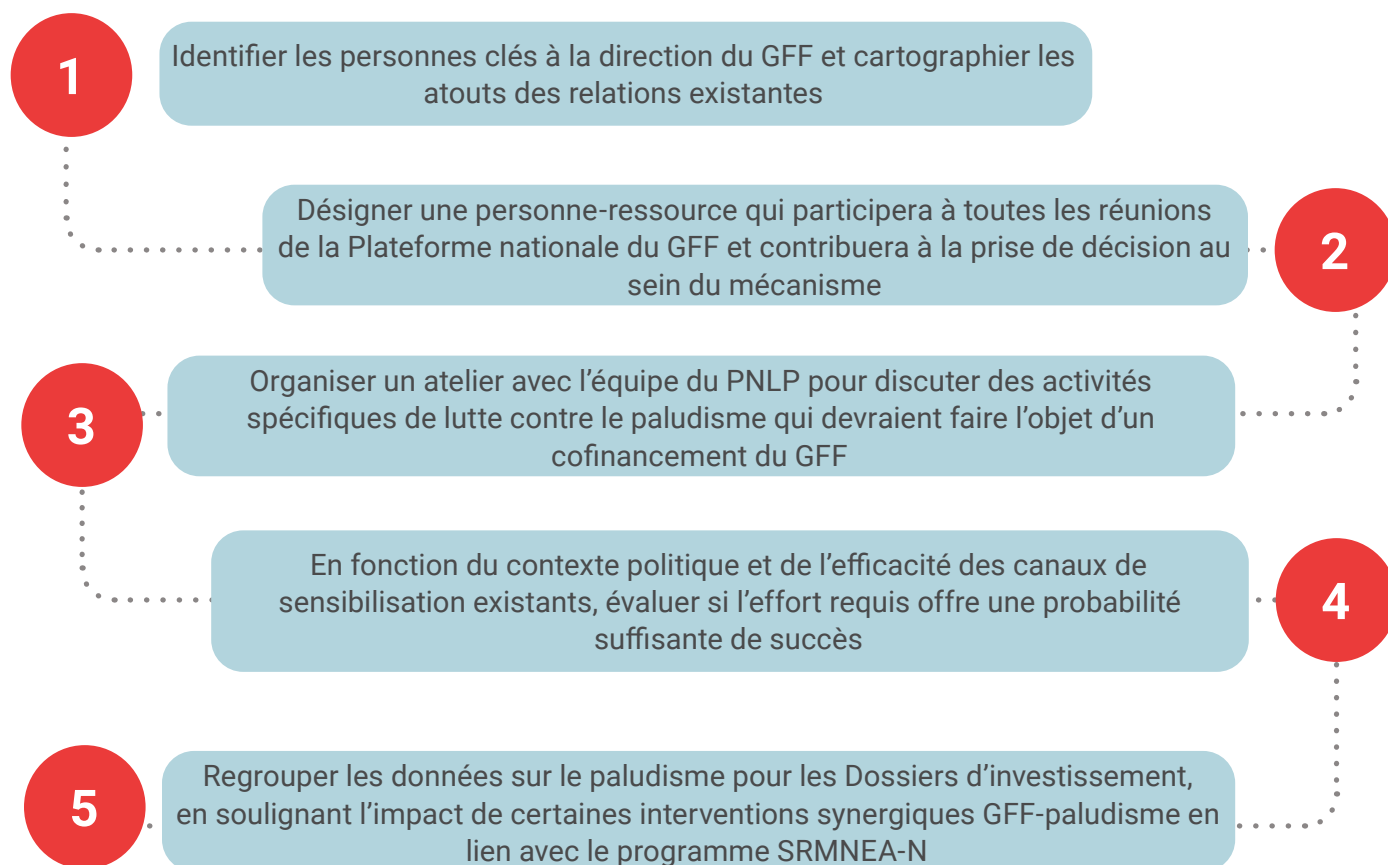 1
Identifier les personnes clés à la direction du GFF et cartographier les
atouts des relations existantes
Désigner une personne-ressource qui participera à toutes les réunions
de la Plateforme nationale du GFF et contribuera à la prise de décision au
sein du mécanisme
2
3
Organiser un atelier avec l’équipe du PNLP pour discuter des activités
spécifiques de lutte contre le paludisme qui devraient faire l’objet d’un
cofinancement du GFF
En fonction du contexte politique et de l’efficacité des canaux de
sensibilisation existants, évaluer si l’effort requis offre une probabilité
suffisante de succès
4
5
Regrouper les données sur le paludisme pour les Dossiers d’investissement,
en soulignant l’impact de certaines interventions synergiques GFF-paludisme en
lien avec le programme SRMNEA-N